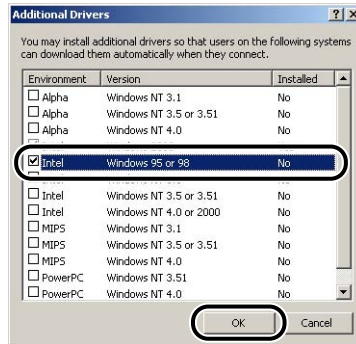 Additional Drivers
You may install additional drivers so that users on the following systems
can download them automatically when they connect.
Environment Version Installed
Alpha Windows NT 3.1 No
Alpha Windows NT 3.5 or 3.51 No
Alpha Windows NT 4.0 No
Intel Windows 95 or 98 No
Intel Windows NT 3.5 or 3.51 No
Intel Windows NT 4.0 or 2000 No
MIPS Windows NT 3.1 No
MIPS Windows NT 3.5 or 3.51 No
MIPS Windows NT 4.0 No
PowerPC Windows NT 3.51 No
PowerPC Windows NT 4.0 No
OK Cancel